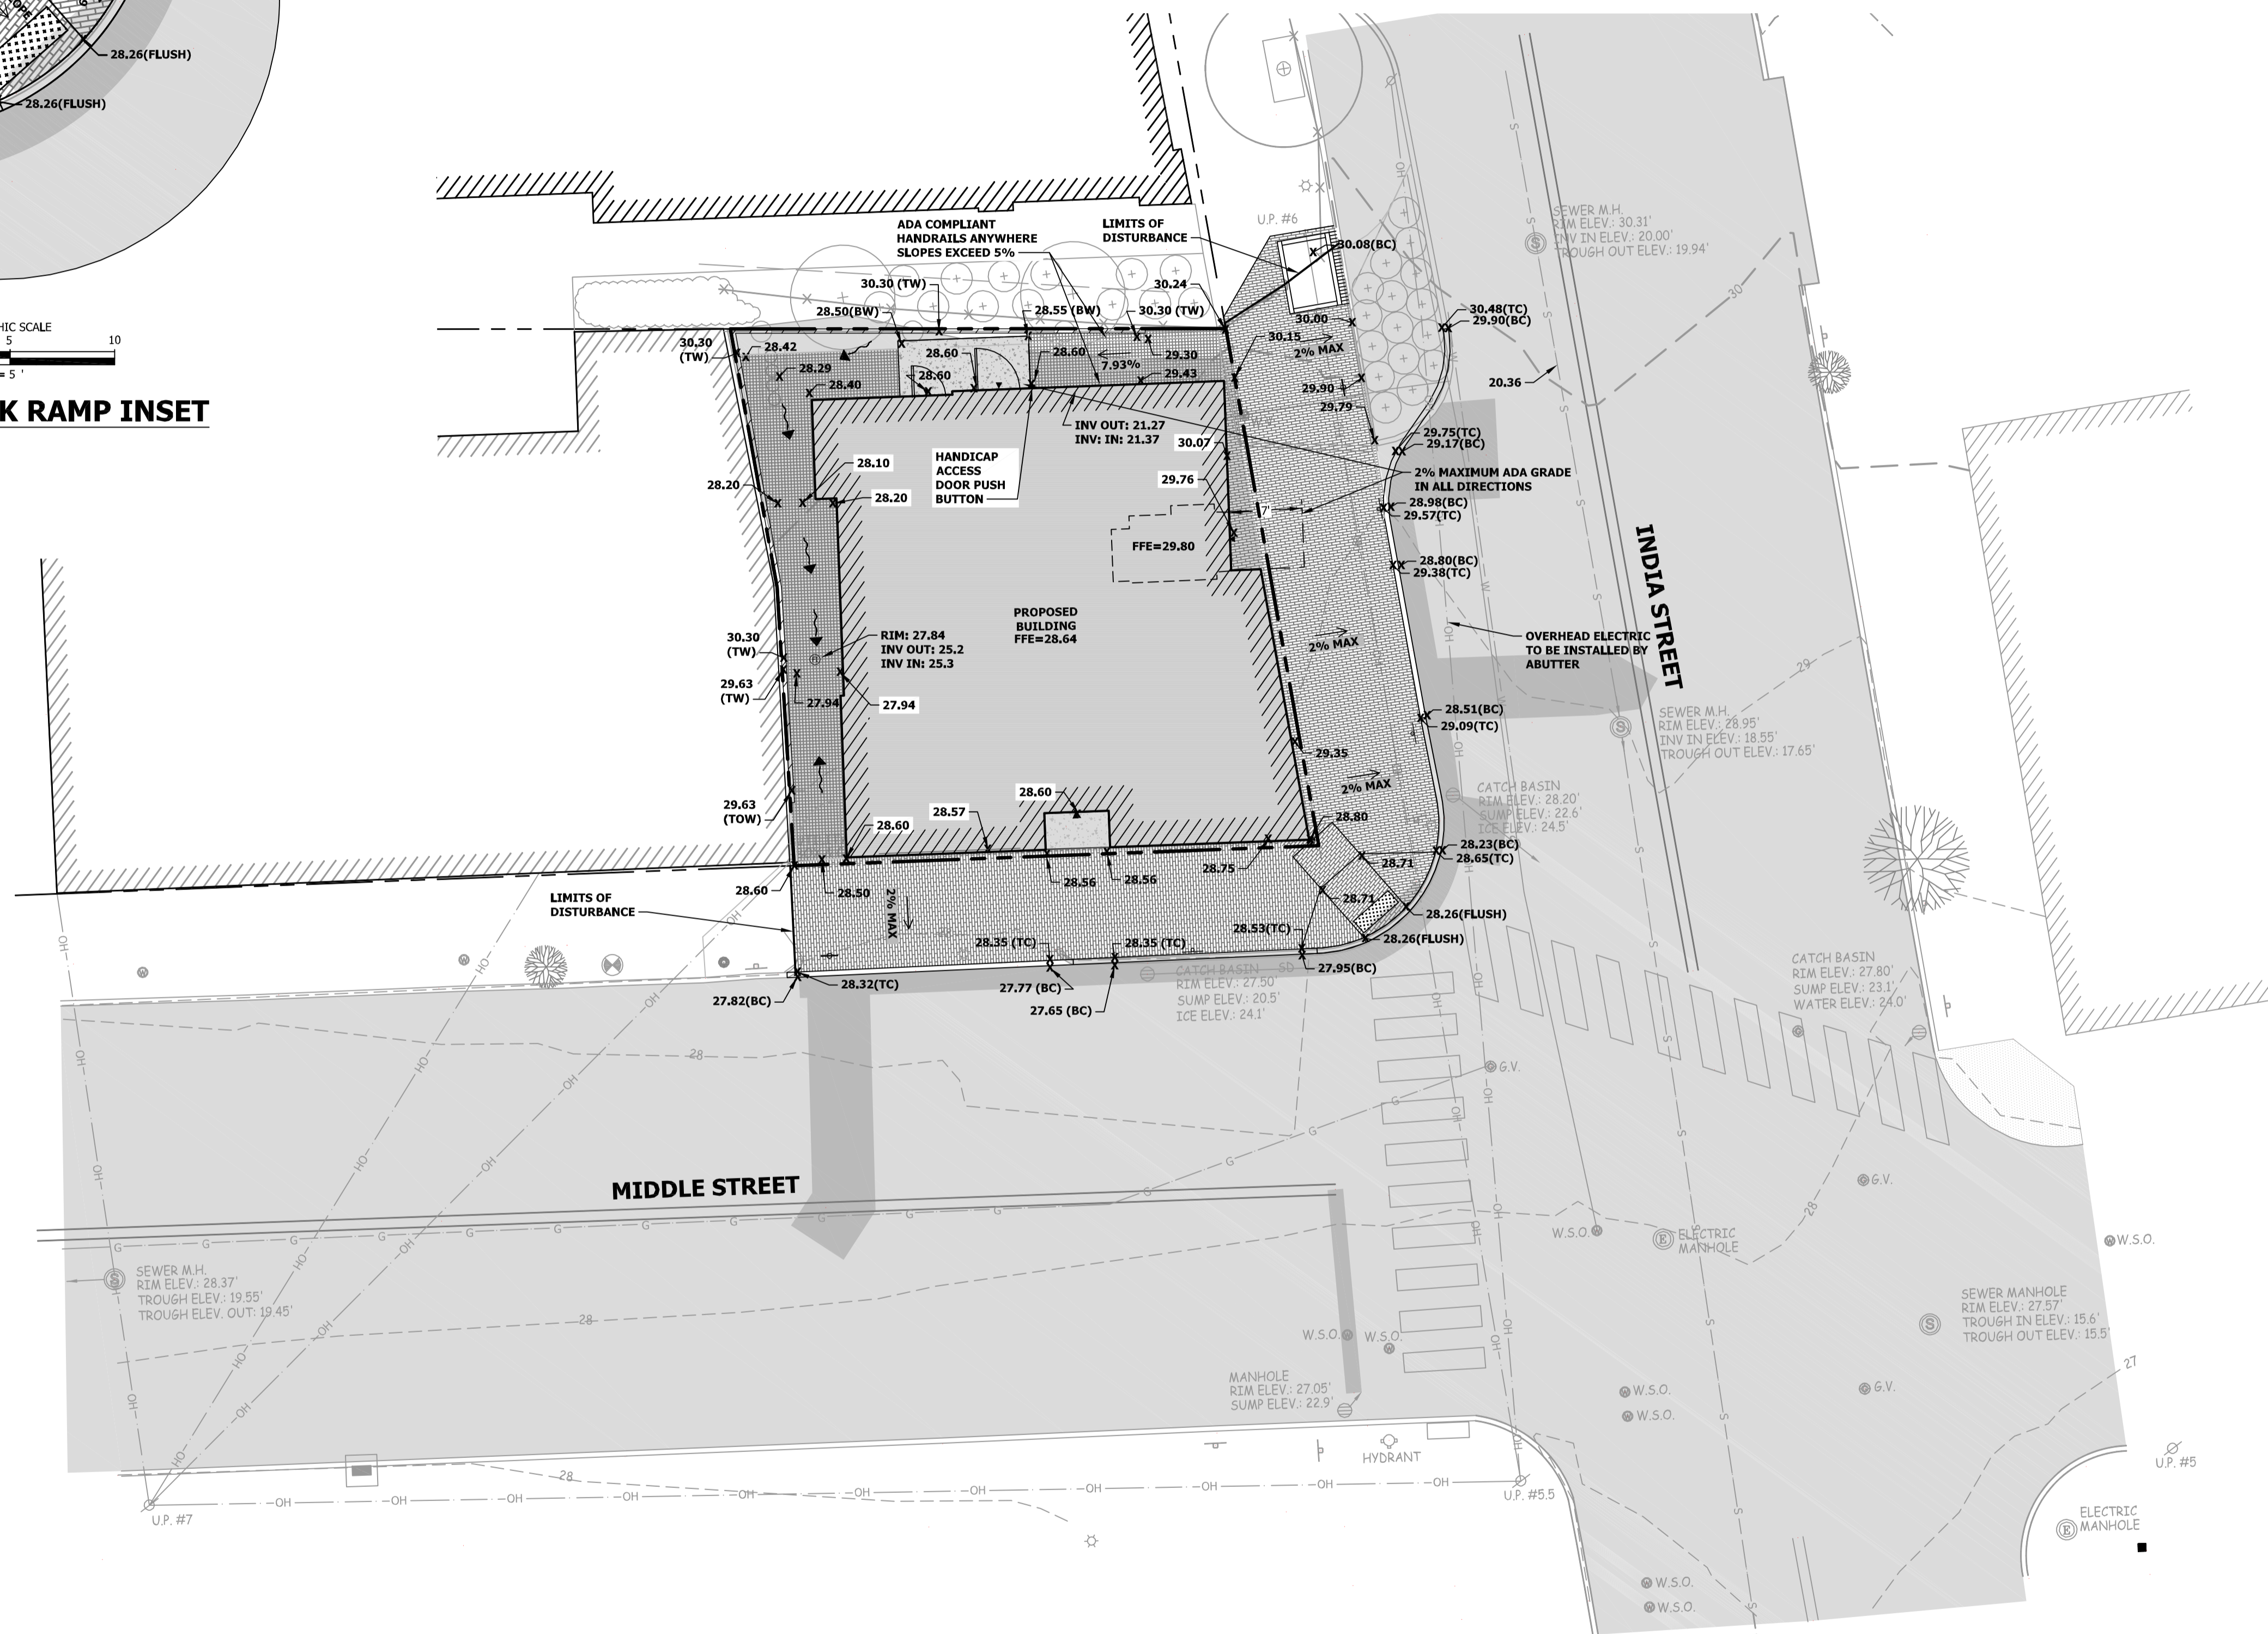 28.26(FLUSH)
28.26(FLUSH)
HIC SCALE
5
10
= 5 '
K RAMP INSET
ADA COMPLIANT
HANDRAILS ANYWHERE
SLOPES EXCEED 5%
LIMITS OF
DISTURBANCE
U.P. #6
30.08(BC)
SEWER M.H.
RIM ELEV.: 30.31'
INV IN ELEV.: 20.00'
TROUGH OUT ELEV.: 19.94'
30
30.30 (TW)
30.24
28.50(BW)
28.55 (BW)
30.30 (TW)
30.00
30.48(TC)
29.90(BC)
30.30
(TW)
28.42
28.29
28.40
28.60
28.60
28.60
7.93%
29.30
29.43
30.15
2% MAX
29.90
29.79
20.36
INV OUT: 21.27
INV: IN: 21.37
30.07
29.75(TC)
29.17(BC)
HANDICAP
ACCESS
DOOR PUSH
BUTTON
28.10
28.20
28.20
29.76
2% MAXIMUM ADA GRADE
IN ALL DIRECTIONS
7'
28.98(BC)
29.57(TC)
FFE=29.80
28.80(BC)
29.38(TC)
INDIA STREET
PROPOSED
BUILDING
FFE=28.64
30.30
(TW)
RIM: 27.84
INV OUT: 25.2
INV IN: 25.3
2% MAX
OVERHEAD ELECTRIC
TO BE INSTALLED BY
ABUTTER
29
29.63
(TW)
27.94
27.94
28.51(BC)
29.09(TC)
SEWER M.H.
RIM ELEV.: 28.95'
INV IN ELEV.: 18.55'
TROUGH OUT ELEV.: 17.65'
29.35
2% MAX
CATCH BASIN
RIM ELEV.: 28.20'
SUMP ELEV.: 22.6'
ICE ELEV.: 24.5'
29.63
(TOW)
28.60
28.57
28.60
28.80
28.23(BC)
28.65(TC)
28.60
28.50
28.56
28.56
28.75
28.71
28.71
LIMITS OF
DISTURBANCE
2% MAX
28.26(FLUSH)
28.53(TC)
28.35 (TC)
28.35 (TC)
28.26(FLUSH)
27.95(BC)
28.32(TC)
27.82(BC)
27.77 (BC)
27.65 (BC)
SD
CATCH BASIN
RIM ELEV.: 27.50'
SUMP ELEV.: 20.5'
ICE ELEV.: 24.1'
CATCH BASIN
RIM ELEV.: 27.80'
SUMP ELEV.: 23.1'
WATER ELEV.: 24.0'
28
G.V.
MIDDLE STREET
G.V.
28
W.S.O.
ELECTRIC
MANHOLE
W.S.O.
SEWER M.H.
RIM ELEV.: 28.37'
TROUGH ELEV.: 19.55'
TROUGH ELEV. OUT: 19.45'
28
SEWER MANHOLE
RIM ELEV.: 27.57'
TROUGH IN ELEV.: 15.6'
TROUGH OUT ELEV.: 15.5'
W.S.O.
W.S.O.
27
MANHOLE
RIM ELEV.: 27.05'
SUMP ELEV.: 22.9'
W.S.O.
G.V.
W.S.O.
HYDRANT
28
U.P. #7
U.P. #5.5
U.P. #5
ELECTRIC
MANHOLE
W.S.O.
W.S.O.